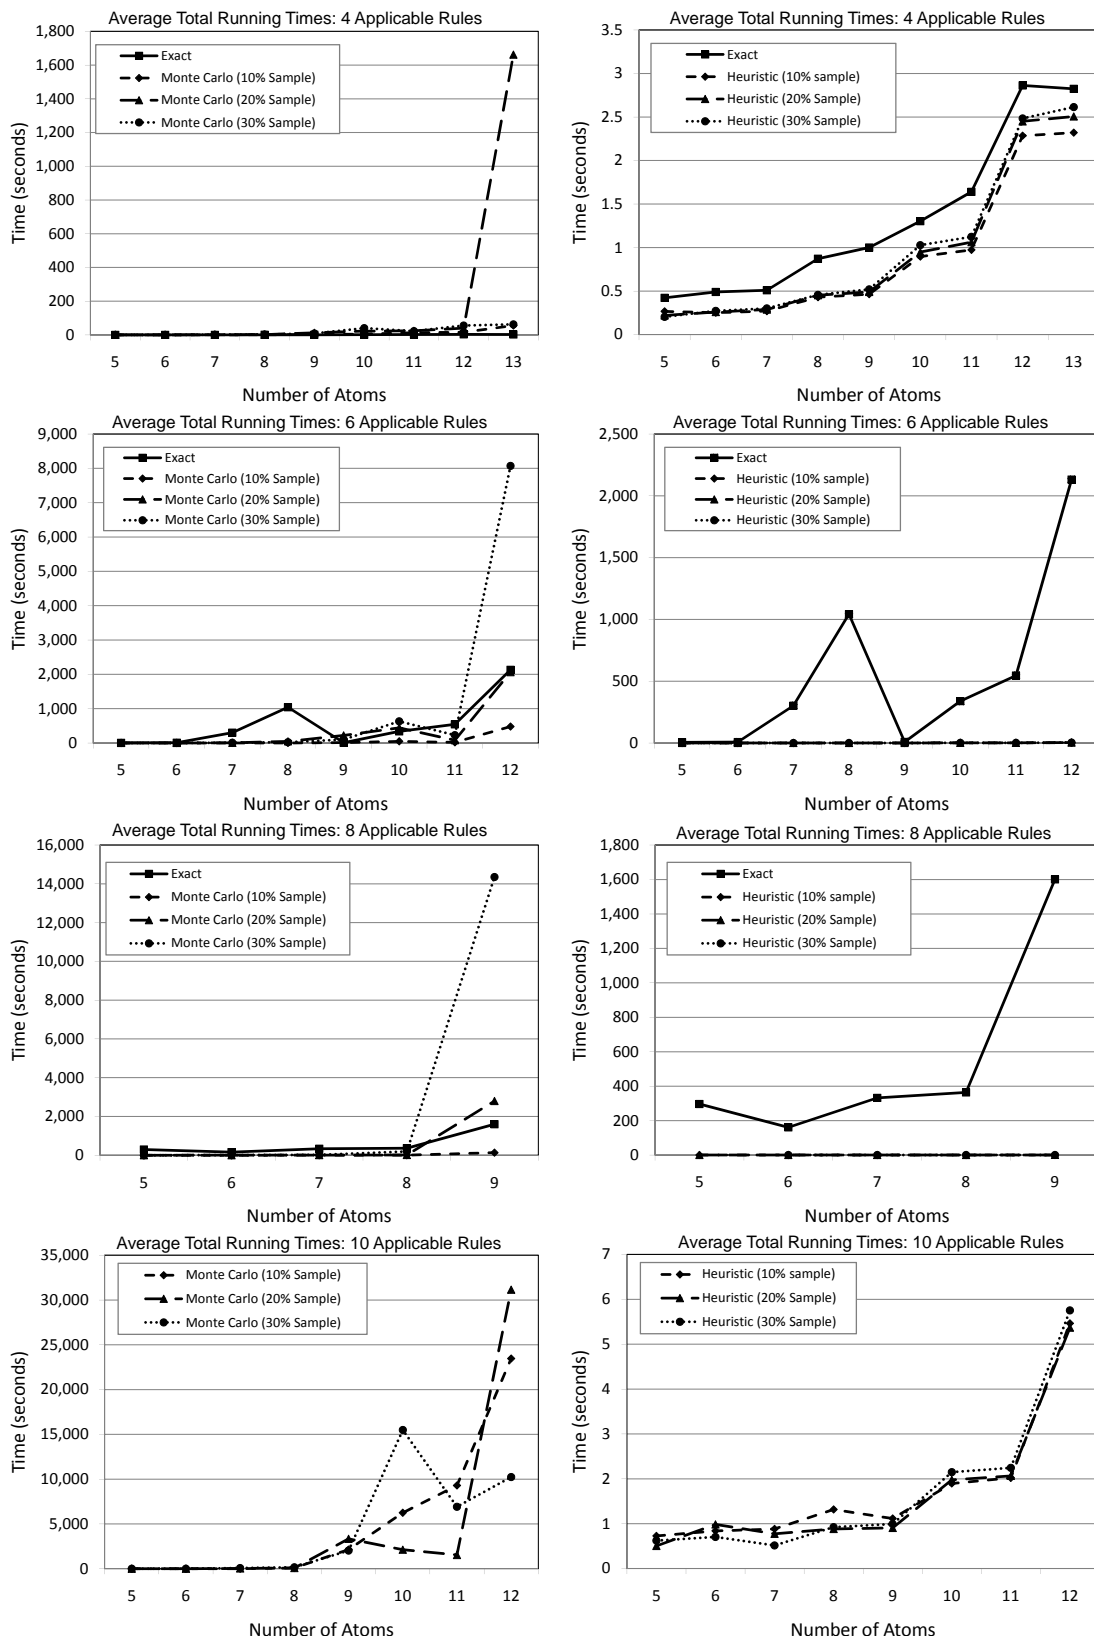 Average Total Running Times: 4 Applicable Rules
1,800
1,600
1,400
1,200
1,000
800
600
400
200
0
Time (seconds)
Exact
Monte Carlo (10% Sample)
Monte Carlo (20% Sample)
Monte Carlo (30% Sample)
5 6 7 8 9 10 11 12 13
Number of Atoms
Average Total Running Times: 4 Applicable Rules
3.5
3
2.5
2
1.5
1
0.5
0
Time (seconds)
Exact
Heuristic (10% sample)
Heuristic (20% Sample)
Heuristic (30% Sample)
5 6 7 8 9 10 11 12 13
Number of Atoms
Average Total Running Times: 6 Applicable Rules
9,000
8,000
7,000
6,000
5,000
4,000
3,000
2,000
1,000
0
Time (seconds)
Exact
Monte Carlo (10% Sample)
Monte Carlo (20% Sample)
Monte Carlo (30% Sample)
5 6 7 8 9 10 11 12
Number of Atoms
Average Total Running Times: 6 Applicable Rules
2,500
2,000
1,500
1,000
500
0
Time (seconds)
Exact
Heuristic (10% sample)
Heuristic (20% Sample)
Heuristic (30% Sample)
5 6 7 8 9 10 11 12
Number of Atoms
Average Total Running Times: 8 Applicable Rules
16,000
14,000
12,000
10,000
8,000
6,000
4,000
2,000
0
Time (seconds)
Exact
Monte Carlo (10% Sample)
Monte Carlo (20% Sample)
Monte Carlo (30% Sample)
5 6 7 8 9
Number of Atoms
Average Total Running Times: 8 Applicable Rules
1,800
1,600
1,400
1,200
1,000
800
600
400
200
0
Time (seconds)
Exact
Heuristic (10% sample)
Heuristic (20% Sample)
Heuristic (30% Sample)
5 6 7 8 9
Number of Atoms
Average Total Running Times: 10 Applicable Rules
35,000
30,000
25,000
20,000
15,000
10,000
5,000
0
Time (seconds)
Monte Carlo (10% Sample)
Monte Carlo (20% Sample)
Monte Carlo (30% Sample)
5 6 7 8 9 10 11 12
Number of Atoms
Average Total Running Times: 10 Applicable Rules
7
6
5
4
3
2
1
0
Time (seconds)
Heuristic (10% sample)
Heuristic (20% Sample)
Heuristic (30% Sample)
5 6 7 8 9 10 11 12
Number of Atoms